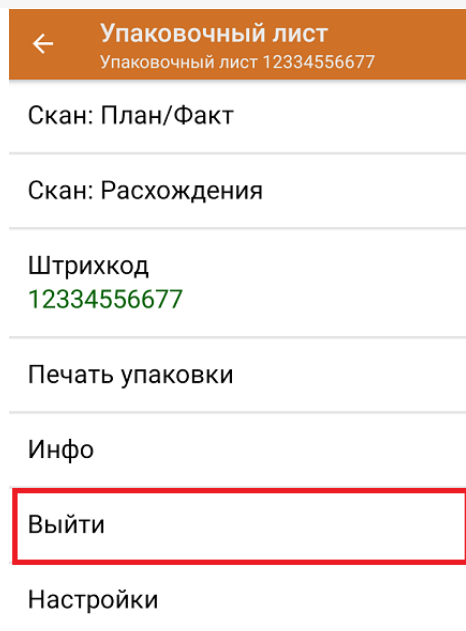 Упаковочный лист
Упаковочный лист 12334556677
Скан: План/Факт
Скан: Расхождения
Штрихкод
12334556677
Печать упаковки
Инфо
Выйти
Настройки